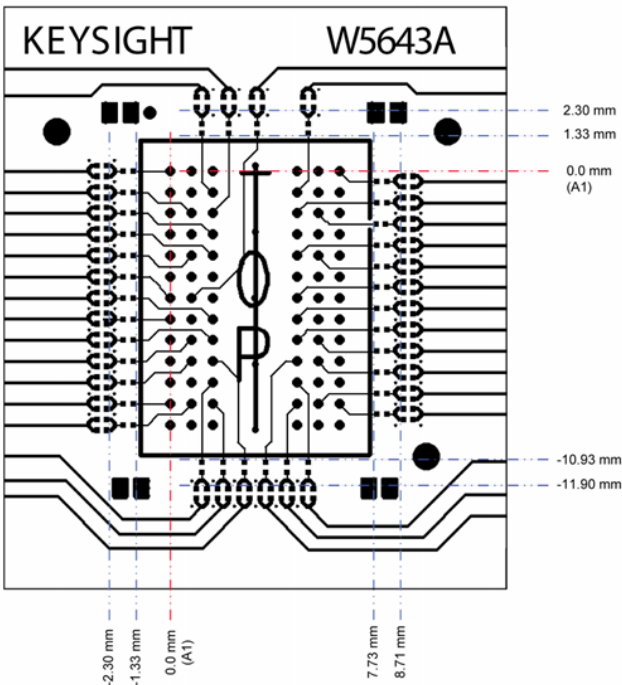 KEYSIGHT W5643A
2.30 mm
1.33 mm
0.0 mm
(A1)
TOP
-10.93 mm
-11.90 mm
-2.30 mm
-1.33 mm
0.0 mm
(A1)
7.73 mm
8.71 mm